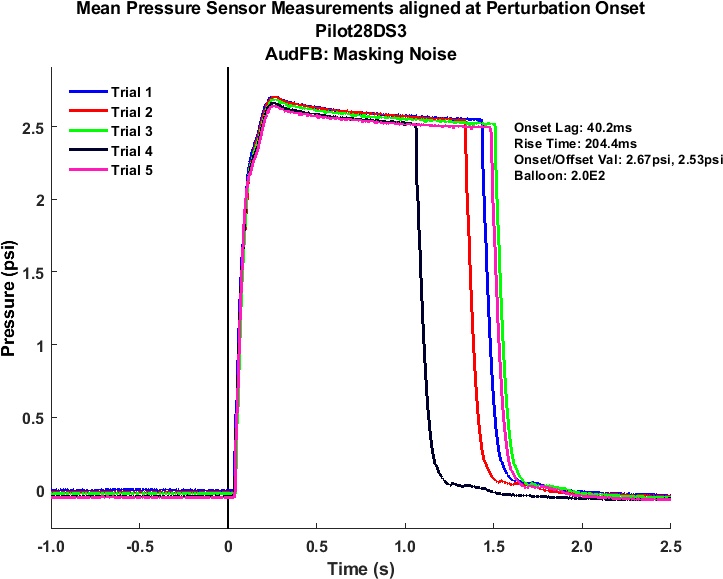 Mean Pressure Sensor Measurements aligned at Perturbation Onset
Pilot28DS3
AudFB: Masking Noise
Trial 1
Trial 2
Trial 3
Trial 4
Trial 5
Onset Lag: 40.2ms
Rise Time: 204.4ms
Onset/Offset Val: 2.67psi, 2.53psi
Balloon: 2.0E2
Pressure (psi)
2.5
2
1.5
1
0.5
0
-1.0 -0.5 0 0.5 1.0 1.5 2.0 2.5
Time (s)